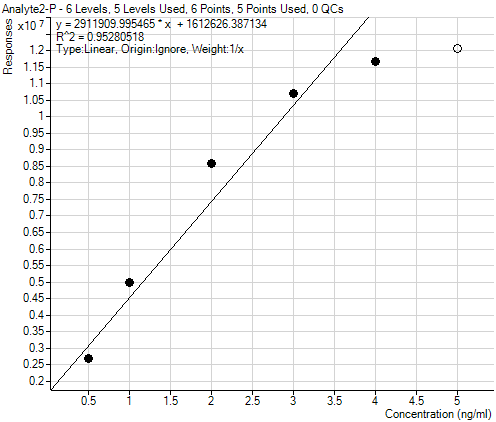 Analyte2-P - 6 Levels, 5 Levels Used, 6 Points, 5 Points Used, 0 QCs
x10 7
y = 2911909.995465 * x + 1612626.387134
R^2 = 0.95280518
Type:Linear, Origin:Ignore, Weight:1/x
Responses
1.2
1.15
1.1
1.05
1
0.95
0.9
0.85
0.8
0.75
0.7
0.65
0.6
0.55
0.5
0.45
0.4
0.35
0.3
0.25
0.2
0.5 1 1.5 2 2.5 3 3.5 4 4.5 5
Concentration (ng/ml)